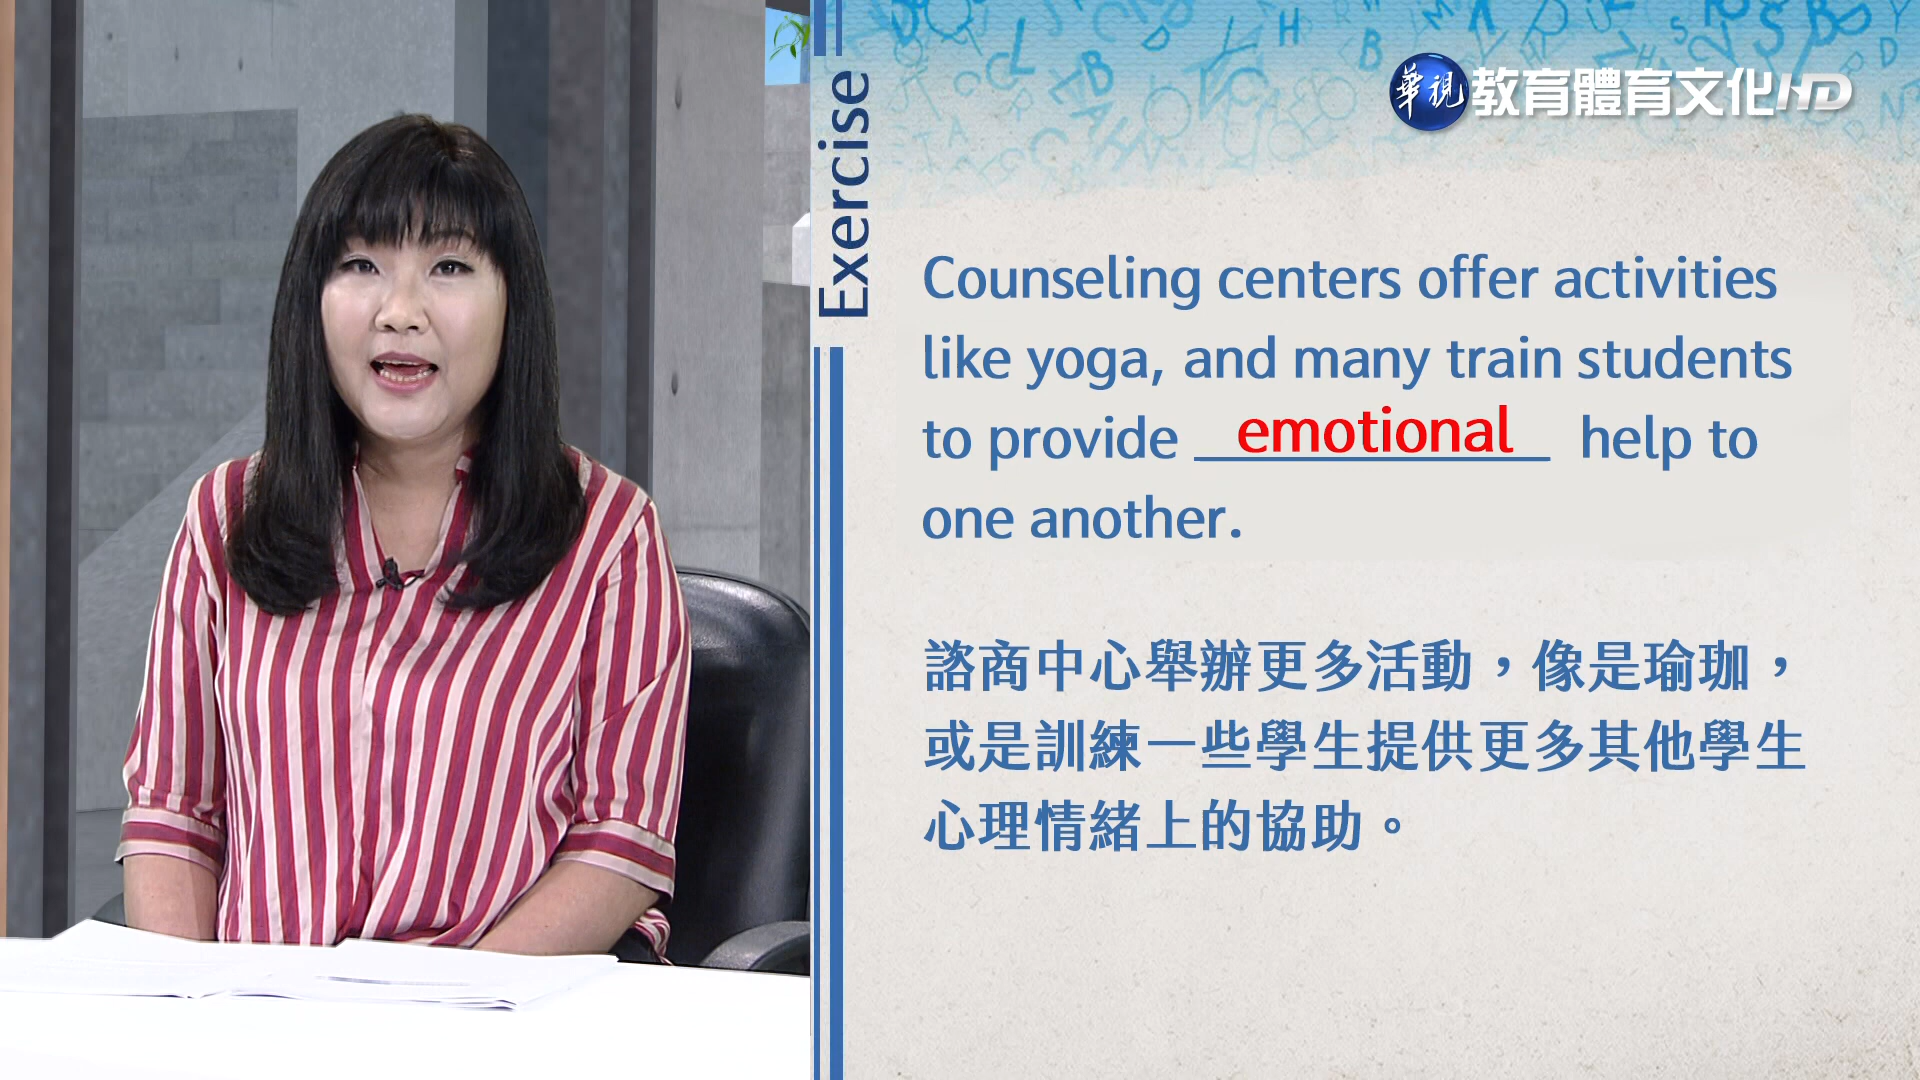 Exercise
華視 教育體育文化HD
Counseling centers offer activities
like yoga, and many train students
to provide emotional help to
one another.
諮商中心舉辦更多活動，像是瑜珈，
或是訓練一些學生提供更多其他學生
心理情緒上的協助。